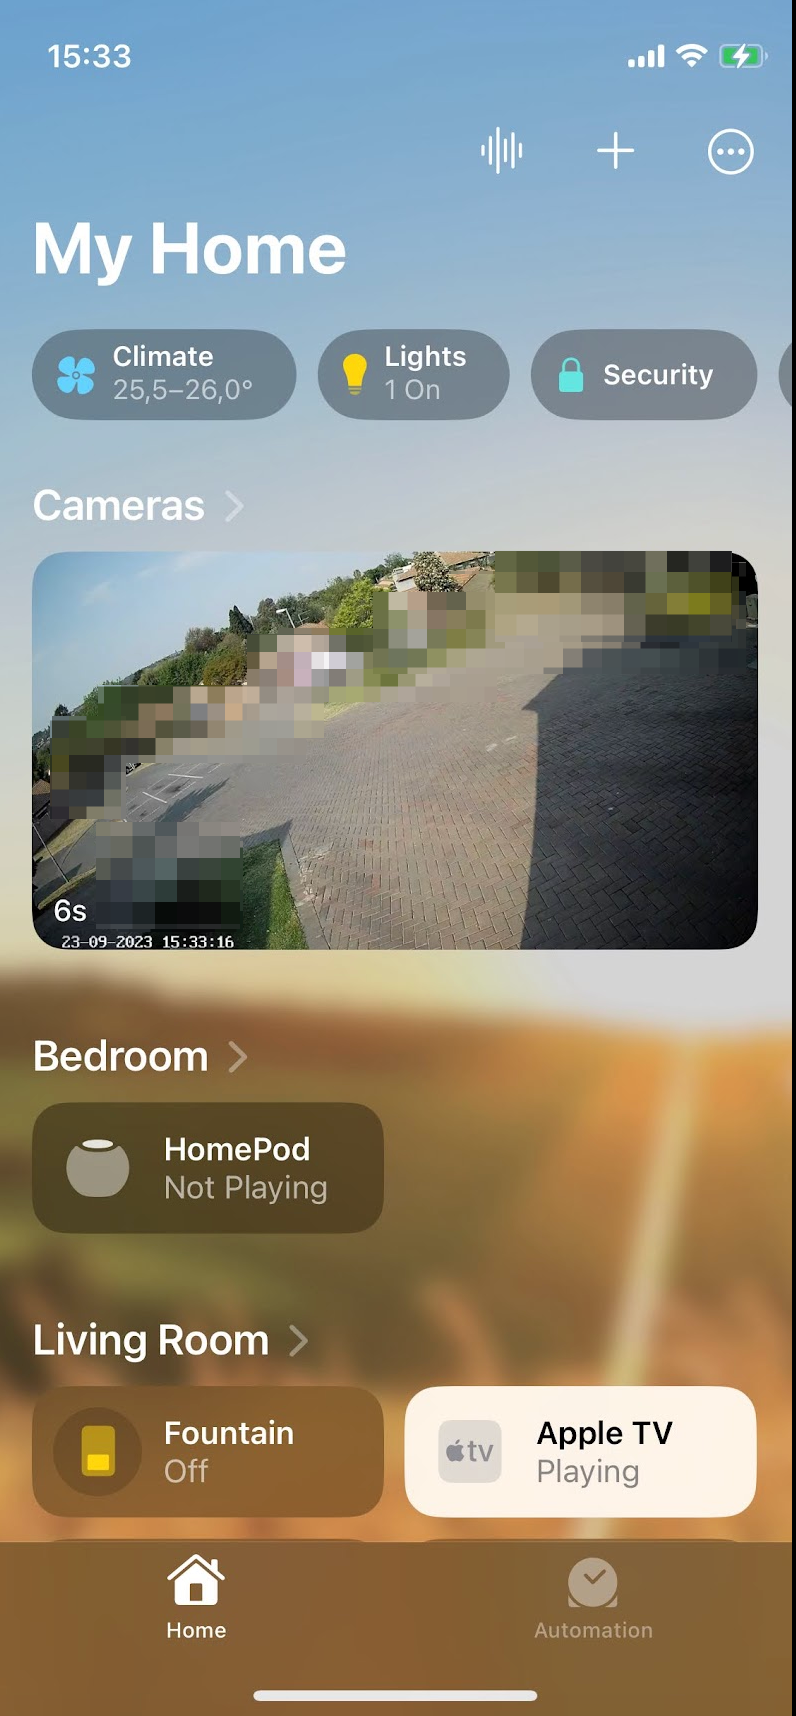 15:33
My Home
Climate
25,5–26,0°
Lights
1 On
Security
Cameras
6s
23-09-2023 15:33:16
Bedroom
HomePod
Not Playing
Living Room
Fountain
Off
tv
Apple TV
Playing
Home
Automation